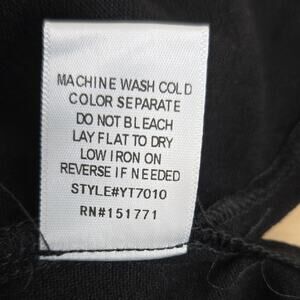 MACHINE WASH COLD
COLOR SEPARATE
DO NOT BLEACH
LAY FLAT TO DRY
LOW IRON ON
REVERSE IF NEEDED
STYLE#YT7010
RN#151771